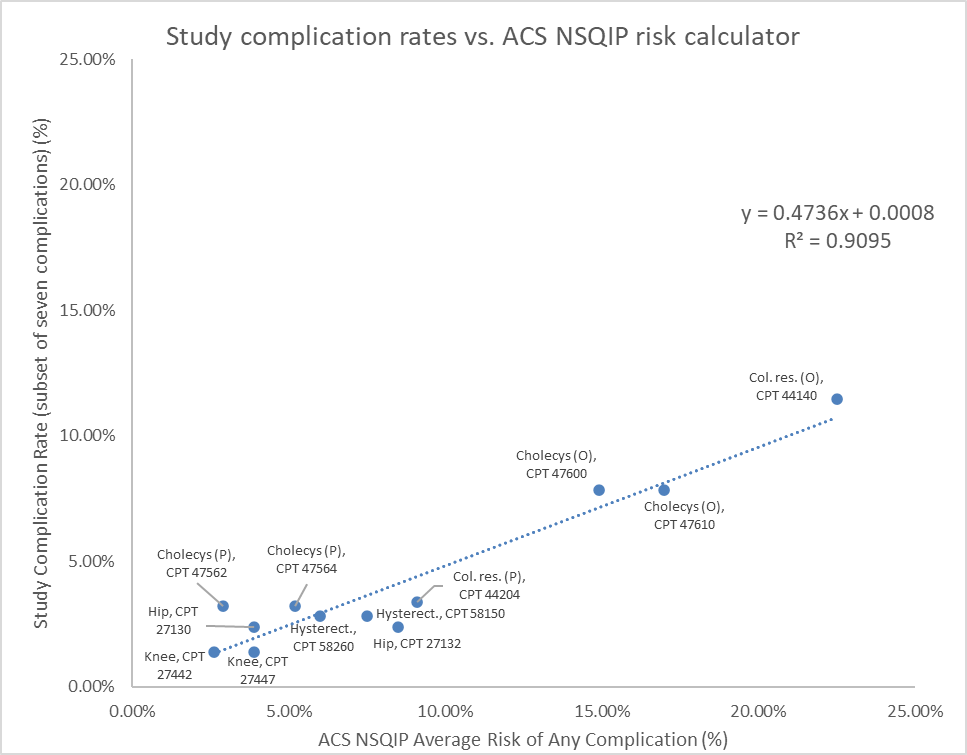 Study complication rates vs. ACS NSQIP risk calculator
25.00%
20.00%
15.00%
10.00%
5.00%
0.00%
Study Complication Rate (subset of seven complications) (%)
y = 0.4736x + 0.0008
R² = 0.9095
Col. res. (O),
CPT 44140
Cholecys (O),
CPT 47600
Cholecys (O),
CPT 47610
Cholecys (P),
CPT 47562
Cholecys (P),
CPT 47564
Col. res. (P),
CPT 44204
Hip, CPT
27130
Hysterect., CPT 58150
Hysterect.,
CPT 58260
Hip, CPT 27132
Knee, CPT
27442
Knee, CPT
27447
0.00%
5.00%
10.00%
15.00%
20.00%
25.00%
ACS NSQIP Average Risk of Any Complication (%)